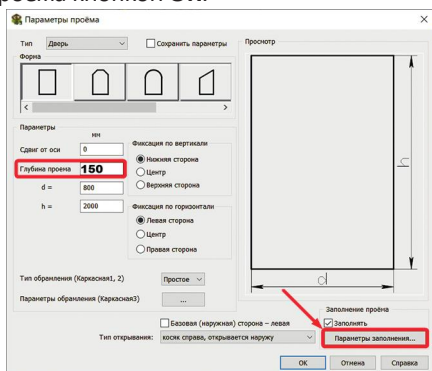 проёма кнопкой OK.
Параметры проёма
Тип Дверь Сохранить параметры Просмотр
Форма
Параметры
мм
Сдвиг от оси 0
Глубина проема 150
d = 800
h = 2000
Фиксация по вертикали
Нижняя сторона
Центр
Верхняя сторона
Фиксация по горизонтали
Левая сторона
Центр
Правая сторона
h
d
Тип обрамления (Каркасная1, 2) Простое
Параметры обрамления (Каркасная3) ...
Заполнение проёма
Базовая (наружная) сторона – левая Заполнять
Тип открывания: косяк справа, открывается наружу Параметры заполнения...
ОК Отмена Справка